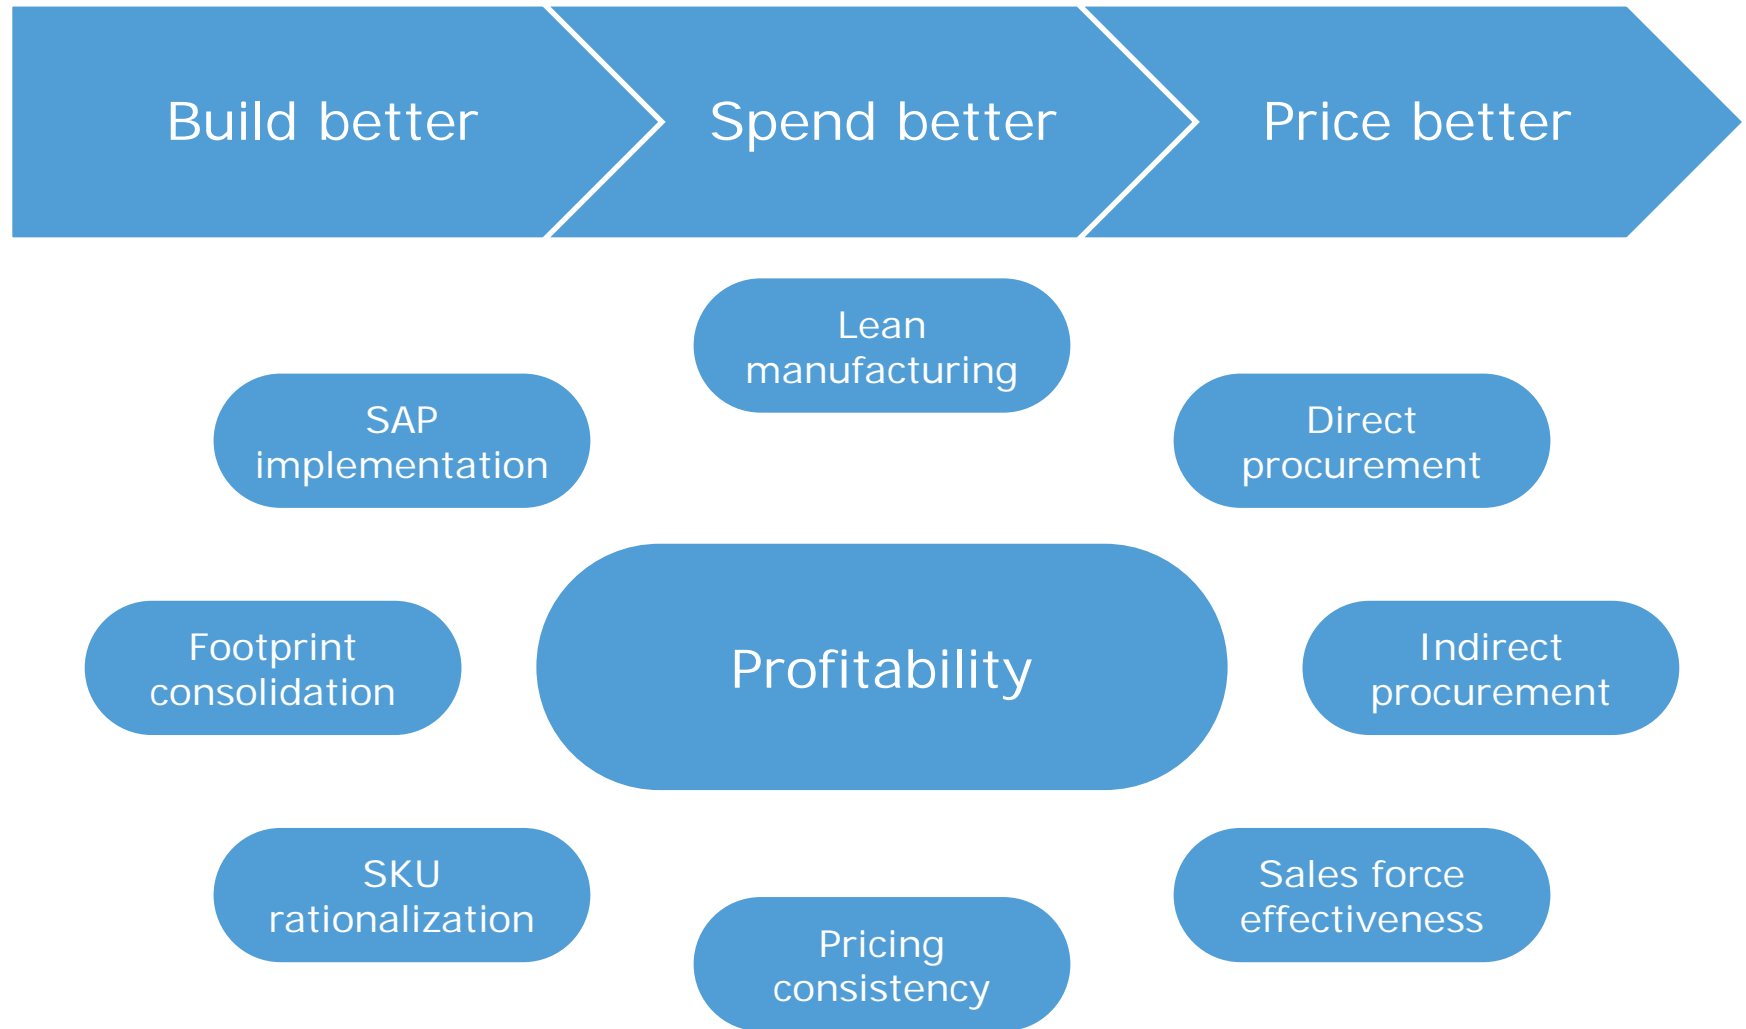 Build better
Spend better
Price better
Lean
manufacturing
SAP
implementation
Direct
procurement
Footprint
consolidation
Profitability
Indirect
procurement
SKU
rationalization
Sales force
effectiveness
Pricing
consistency